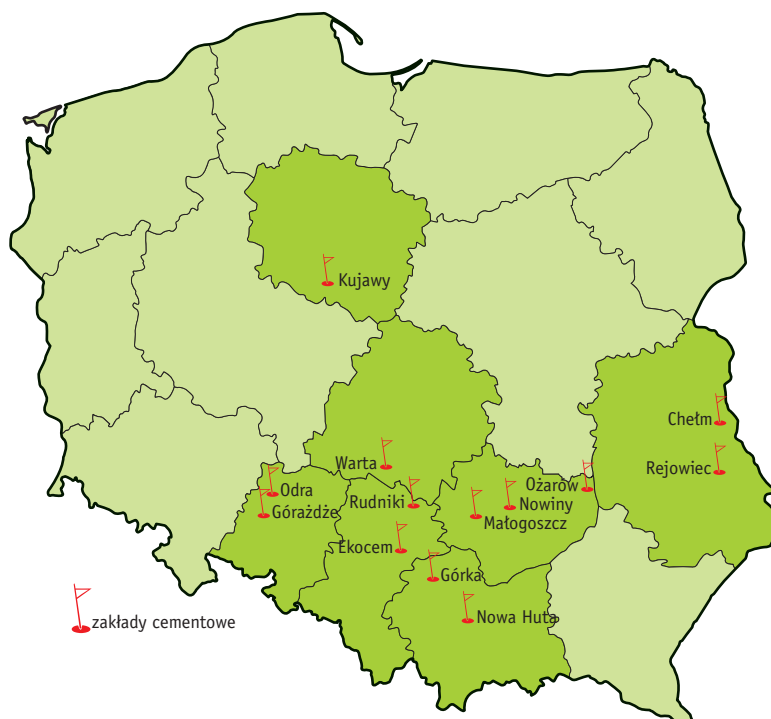 Kujawy
Chełm
Warta
Rejowiec
Odra
Ożarów
Rudniki
Nowiny
Górażdże
Małogoszcz
Ekocem
Górka
Nowa Huta
zakłady cementowe